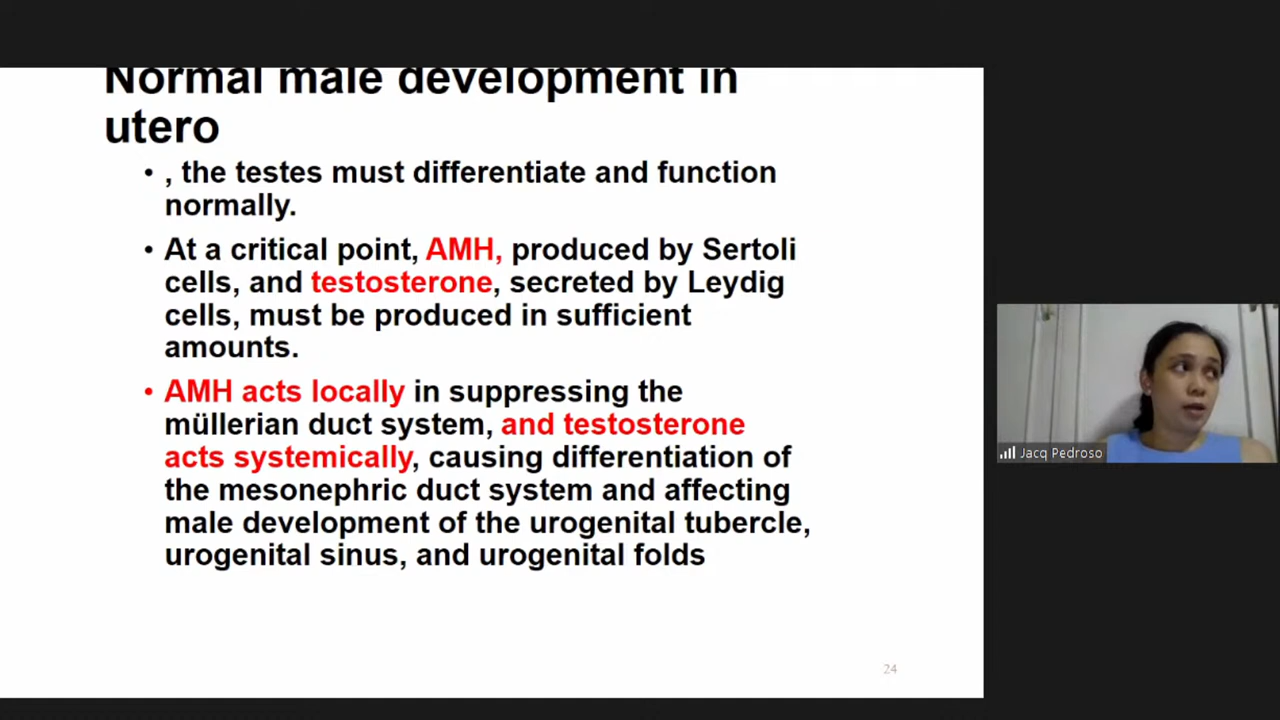 Normal male development in
utero
• , the testes must differentiate and function
normally.
• At a critical point, AMH, produced by Sertoli
cells, and testosterone, secreted by Leydig
cells, must be produced in sufficient
amounts.
• AMH acts locally in suppressing the
müllerian duct system, and testosterone
acts systemically, causing differentiation of
the mesonephric duct system and affecting
male development of the urogenital tubercle,
urogenital sinus, and urogenital folds
24
Jacq Pedroso